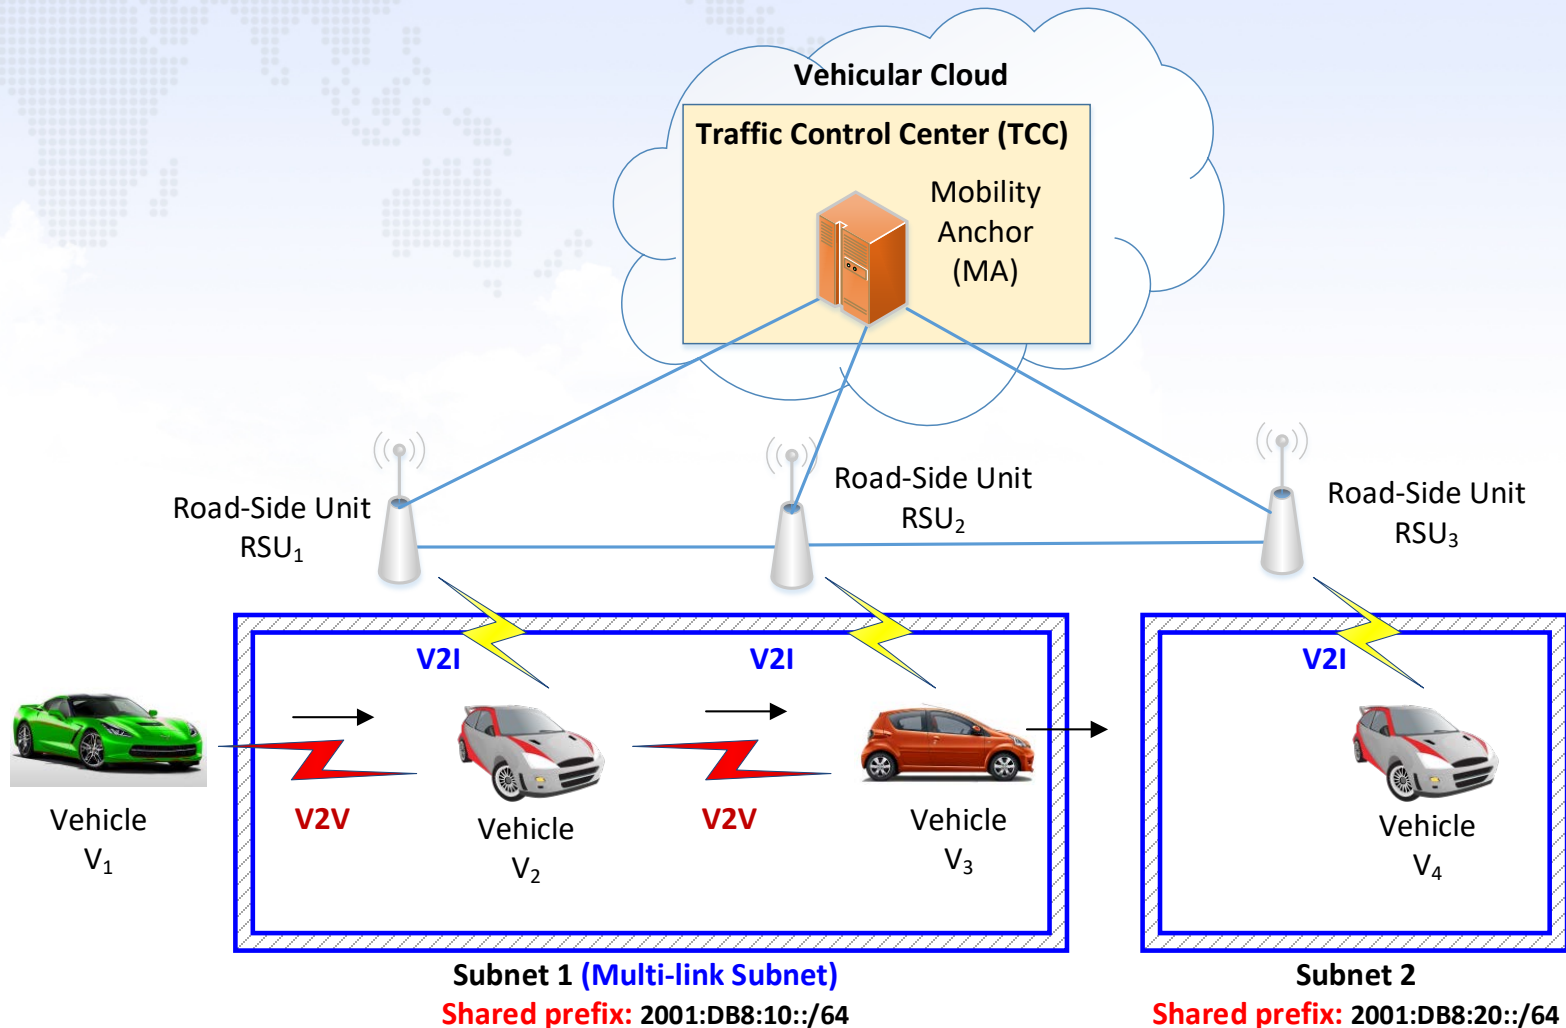 Vehicular Cloud
Traffic Control Center (TCC)
Mobility
Anchor
(MA)
Road-Side Unit
RSU₁
Road-Side Unit
RSU₂
Road-Side Unit
RSU₃
V2I
V2I
V2I
V2V
V2V
Vehicle
V₁
Vehicle
V₂
Vehicle
V₃
Vehicle
V₄
Subnet 1 (Multi-link Subnet)
Shared prefix: 2001:DB8:10::/64
Subnet 2
Shared prefix: 2001:DB8:20::/64